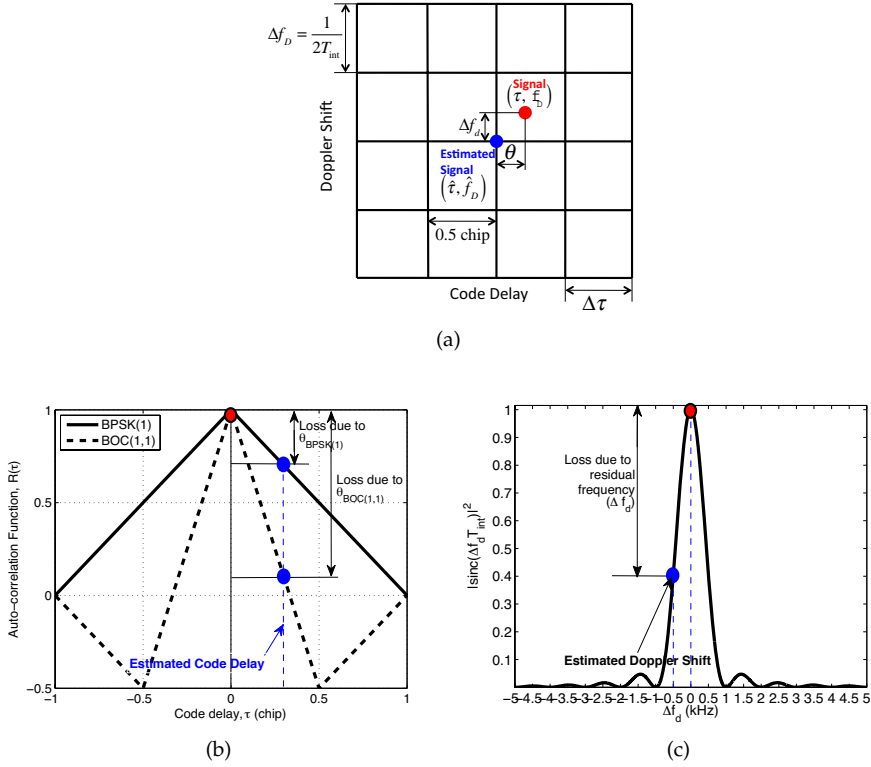 Δf_D = 1 / 2T_int
Doppler Shift
Signal
(τ, f_D)
Δf_d
Estimated
Signal
θ
(τ̂, f̂_D)
0.5 chip
Code Delay
Δτ
(a)
BPSK(1)
BOC(1,1)
Auto−correlation Function, R(τ)
1
0.5
0
−0.5
Loss due to
θ_BPSK(1)
Loss due to
θ_BOC(1,1)
Estimated Code Delay
−1 −0.5 0 0.5 1
Code delay, τ (chip)
(b)
|sinc(Δf_d T_int)|²
1
0.9
0.8
0.7
0.6
0.5
0.4
0.3
0.2
0.1
Loss due to
residual
frequency
(Δ f_d)
Estimated Doppler Shift
−5−4.5−4−3.5−3−2.5−2−1.5−1−0.5 0 0.5 1 1.5 2 2.5 3 3.5 4 4.5 5
Δf_d (kHz)
(c)